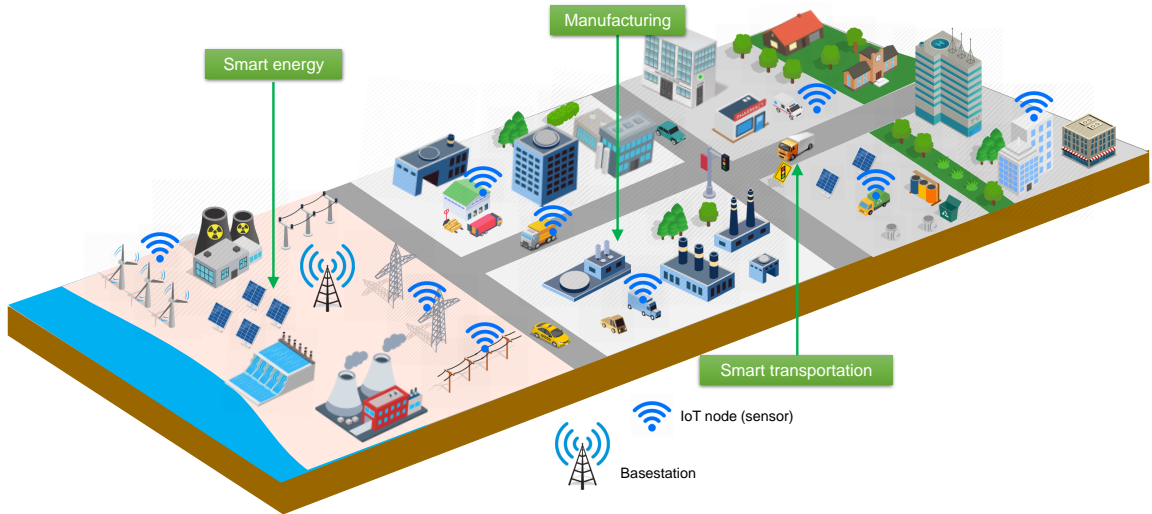 Manufacturing
Smart energy
Smart transportation
IoT node (sensor)
Basestation